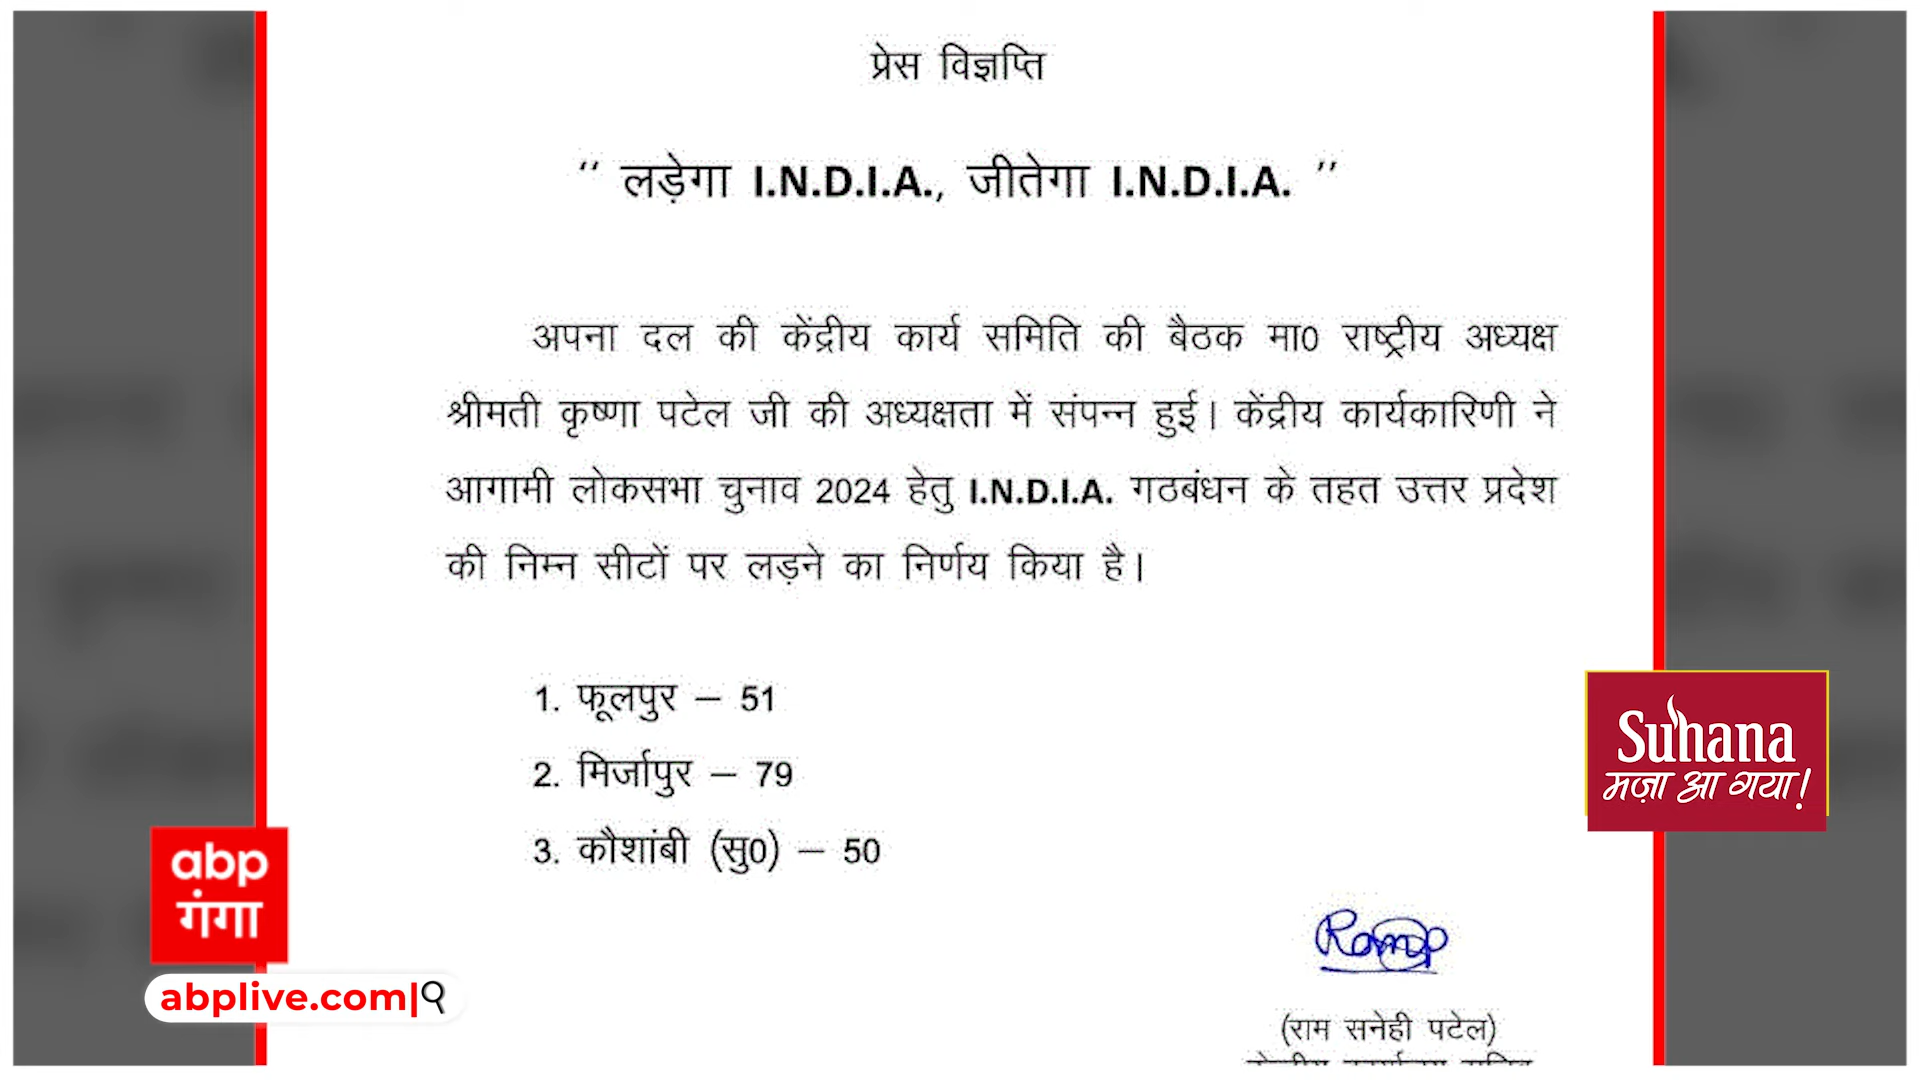 प्रेस विज्ञप्ति
“ लड़ेगा I.N.D.I.A., जीतेगा I.N.D.I.A. ”
अपना दल की केंद्रीय कार्य समिति की बैठक मा0 राष्ट्रीय अध्यक्ष
श्रीमती कृष्णा पटेल जी की अध्यक्षता में संपन्न हुई। केंद्रीय कार्यकारिणी ने
आगामी लोकसभा चुनाव 2024 हेतु I.N.D.I.A. गठबंधन के तहत उत्तर प्रदेश
की निम्न सीटों पर लड़ने का निर्णय किया है।
1. फूलपुर – 51
2. मिर्जापुर – 79
3. कौशांबी (सु0) – 50
(राम सनेही पटेल)
Suhana
मज़ा आ गया!
abp
गंगा
abplive.com